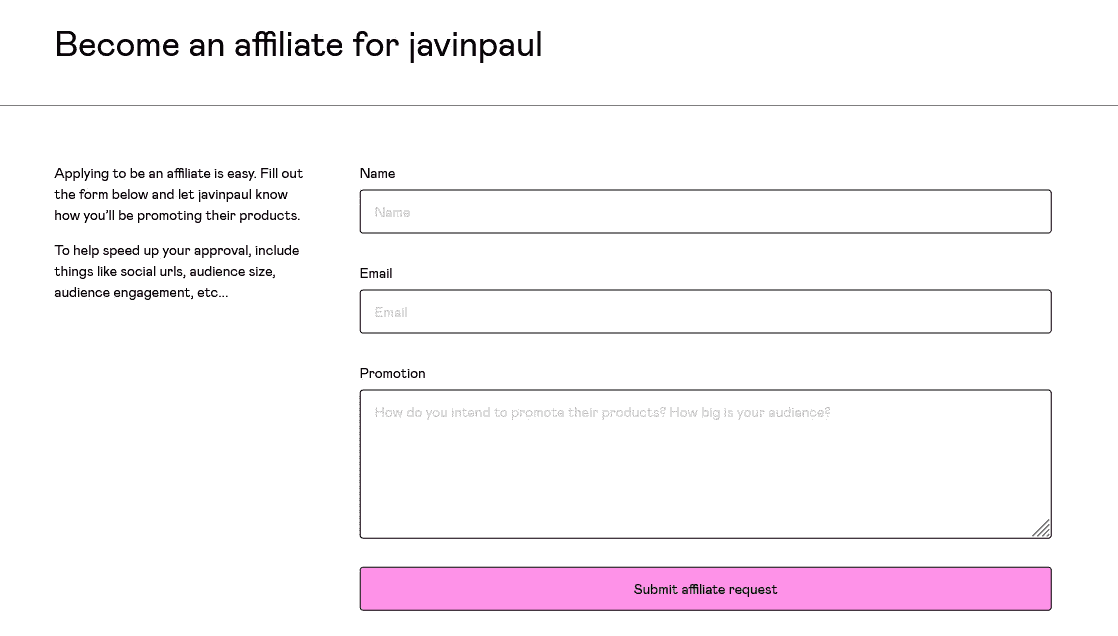 Become an affiliate for javinpaul
Applying to be an affiliate is easy. Fill out
the form below and let javinpaul know
how you'll be promoting their products.
To help speed up your approval, include
things like social urls, audience size,
audience engagement, etc...
Name
Name
Email
Email
Promotion
How do you intend to promote their products? How big is your audience?
Submit affiliate request